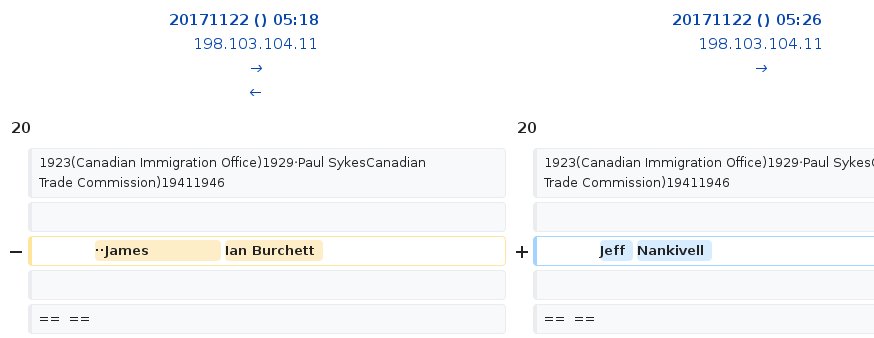 20171122 () 05:18
198.103.104.11
→
←
20
1923(Canadian Immigration Office)1929·Paul SykesCanadian
Trade Commission)19411946
− ··James Ian Burchett
== ==
20171122 () 05:26
198.103.104.11
→
20
1923(Canadian Immigration Office)1929·Paul Sykes
Trade Commission)19411946
+ Jeff Nankivell
== ==